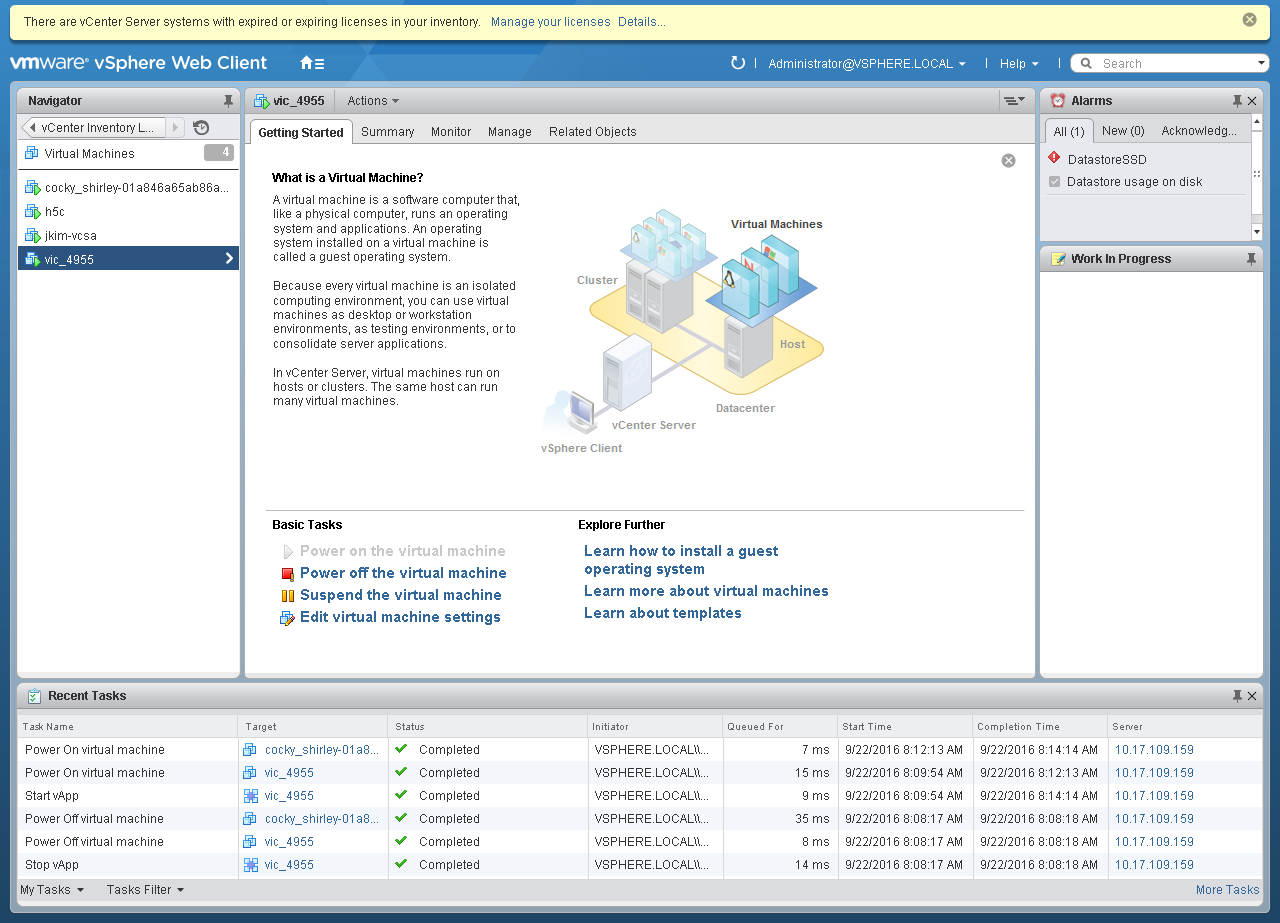 There are vCenter Server systems with expired or expiring licenses in your inventory. Manage your licenses Details...
vmware® vSphere Web Client
Administrator@VSPHERE.LOCAL
Help
Search
Navigator
vCenter Inventory L...
Virtual Machines 4
cocky_shirley-01a846a65ab86a...
h5c
jkim-vcsa
vic_4955
vic_4955 Actions
Getting Started Summary Monitor Manage Related Objects
What is a Virtual Machine?
A virtual machine is a software computer that,
like a physical computer, runs an operating
system and applications. An operating
system installed on a virtual machine is
called a guest operating system.
Because every virtual machine is an isolated
computing environment, you can use virtual
machines as desktop or workstation
environments, as testing environments, or to
consolidate server applications.
In vCenter Server, virtual machines run on
hosts or clusters. The same host can run
many virtual machines.
Virtual Machines
Cluster
Host
Datacenter
vCenter Server
vSphere Client
Basic Tasks
Power on the virtual machine
Power off the virtual machine
Suspend the virtual machine
Edit virtual machine settings
Explore Further
Learn how to install a guest
operating system
Learn more about virtual machines
Learn about templates
Alarms
All (1) New (0) Acknowledg...
DatastoreSSD
Datastore usage on disk
Work In Progress
Recent Tasks
Task Name Target Status Initiator Queued For Start Time Completion Time Server
Power On virtual machine cocky_shirley-01a8... Completed VSPHERE.LOCAL\\... 7 ms 9/22/2016 8:12:13 AM 9/22/2016 8:14:14 AM 10.17.109.159
Power On virtual machine vic_4955 Completed VSPHERE.LOCAL\\... 15 ms 9/22/2016 8:09:54 AM 9/22/2016 8:12:13 AM 10.17.109.159
Start vApp vic_4955 Completed VSPHERE.LOCAL\\... 9 ms 9/22/2016 8:09:54 AM 9/22/2016 8:14:14 AM 10.17.109.159
Power Off virtual machine cocky_shirley-01a8... Completed VSPHERE.LOCAL\\... 35 ms 9/22/2016 8:08:17 AM 9/22/2016 8:08:18 AM 10.17.109.159
Power Off virtual machine vic_4955 Completed VSPHERE.LOCAL\\... 8 ms 9/22/2016 8:08:17 AM 9/22/2016 8:08:18 AM 10.17.109.159
Stop vApp vic_4955 Completed VSPHERE.LOCAL\\... 14 ms 9/22/2016 8:08:17 AM 9/22/2016 8:08:18 AM 10.17.109.159
My Tasks Tasks Filter More Tasks